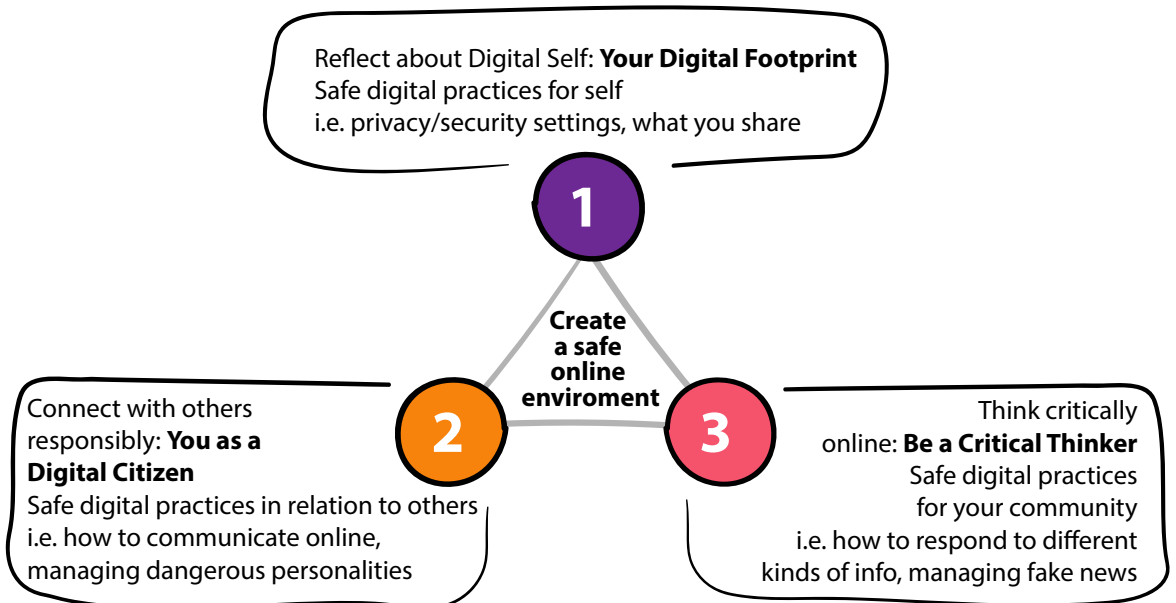 Reflect about Digital Self: Your Digital Footprint
Safe digital practices for self
i.e. privacy/security settings, what you share
1
Create
a safe
online
enviroment
2
3
Connect with others
responsibly: You as a
Digital Citizen
Safe digital practices in relation to others
i.e. how to communicate online,
managing dangerous personalities
Think critically
online: Be a Critical Thinker
Safe digital practices
for your community
i.e. how to respond to different
kinds of info, managing fake news